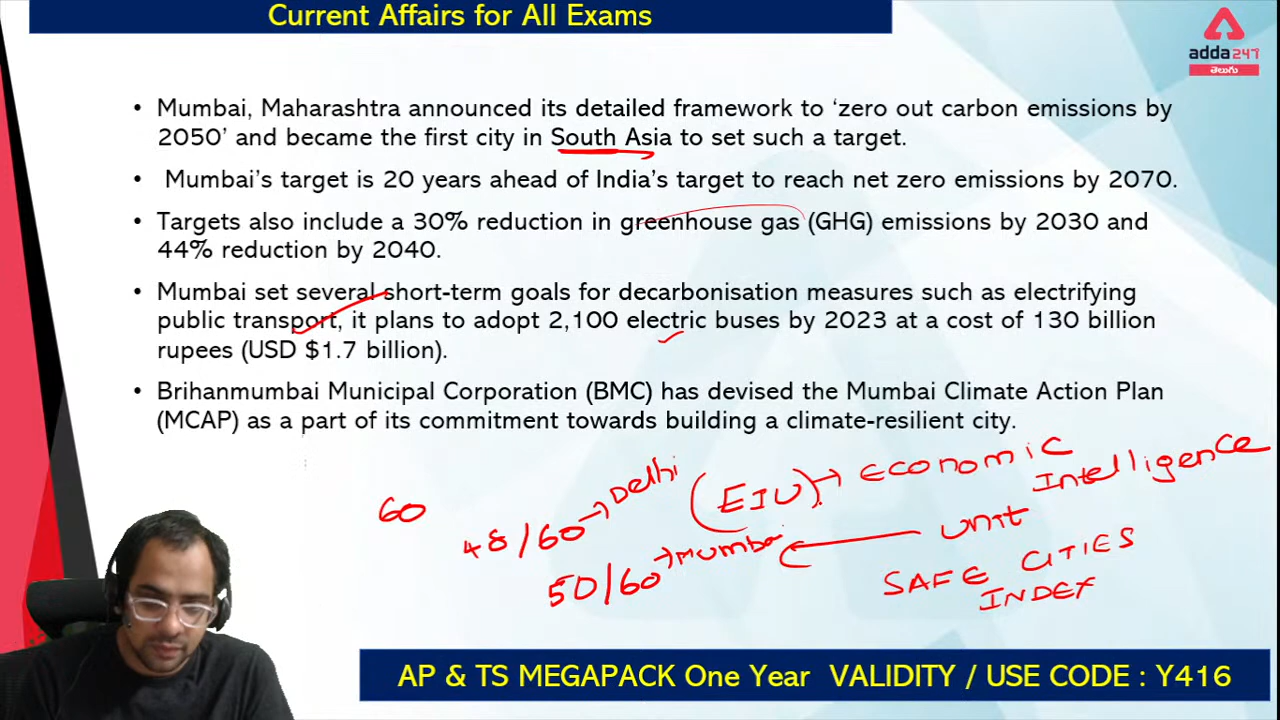 Current Affairs for All Exams
adda247
తెలుగు
• Mumbai, Maharashtra announced its detailed framework to ‘zero out carbon emissions by
2050’ and became the first city in South Asia to set such a target.
• Mumbai’s target is 20 years ahead of India’s target to reach net zero emissions by 2070.
• Targets also include a 30% reduction in greenhouse gas (GHG) emissions by 2030 and
44% reduction by 2040.
• Mumbai set several short-term goals for decarbonisation measures such as electrifying
public transport, it plans to adopt 2,100 electric buses by 2023 at a cost of 130 billion
rupees (USD $1.7 billion).
• Brihanmumbai Municipal Corporation (BMC) has devised the Mumbai Climate Action Plan
(MCAP) as a part of its commitment towards building a climate-resilient city.
60
48/60 → Delhi
50/60 → Mumbai
(EIU) → Economic
Intelligence
Unit
SAFE CITIES
INDEX
AP & TS MEGAPACK One Year VALIDITY / USE CODE : Y416